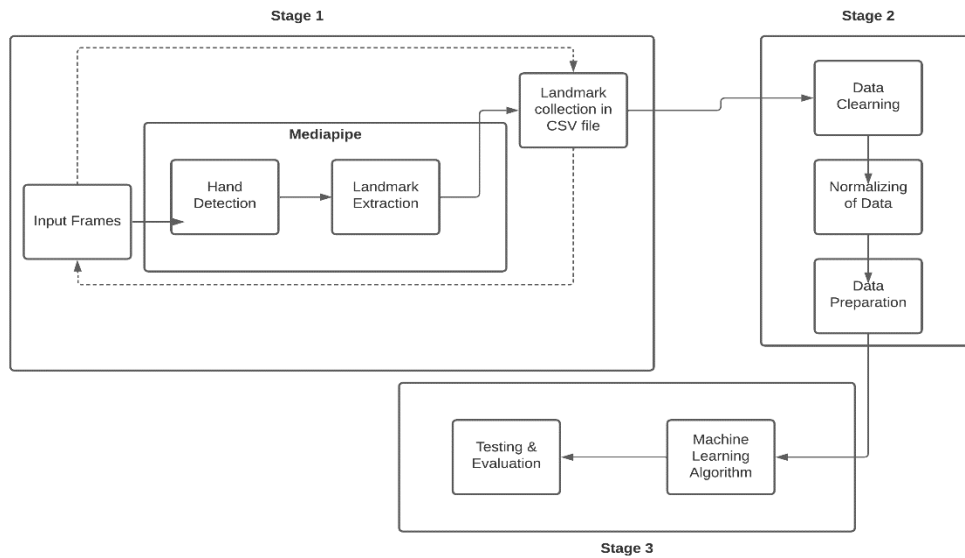 Stage 1
Stage 2
Landmark
collection in
CSV file
Mediapipe
Input Frames
Hand
Detection
Landmark
Extraction
Data
Clearning
Normalizing
of Data
Data
Preparation
Testing &
Evaluation
Machine
Learning
Algorithm
Stage 3